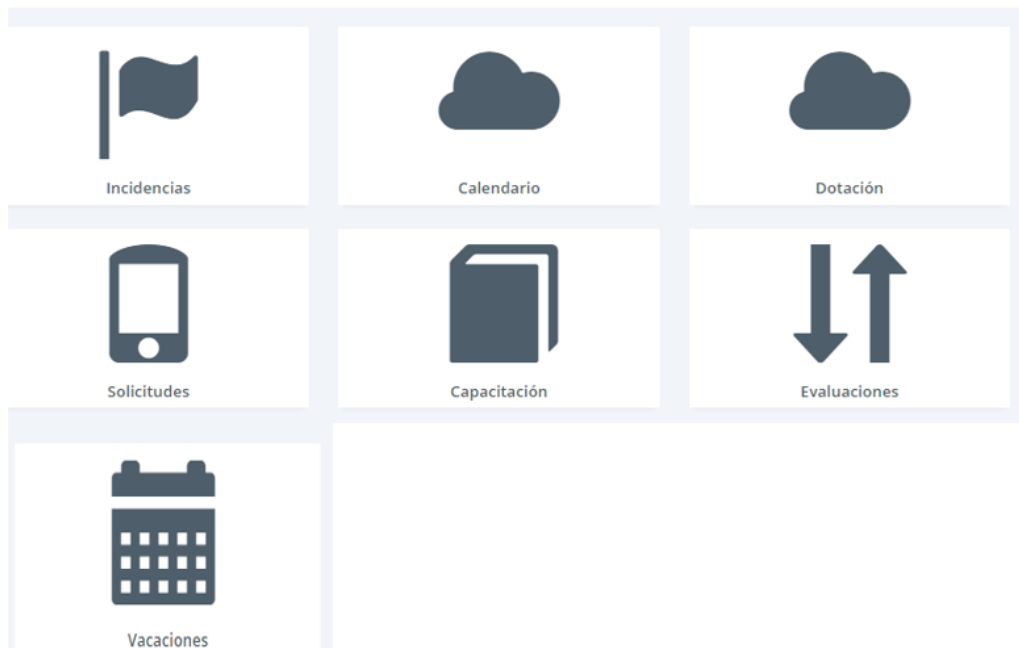 Incidencias
Calendario
Dotación
Solicitudes
Capacitación
Evaluaciones
Vacaciones